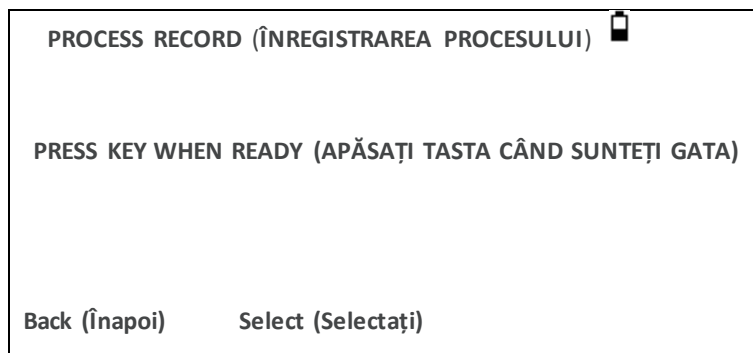 PROCESS RECORD (ÎNREGISTRAREA PROCESULUI)
PRESS KEY WHEN READY (APĂSAȚI TASTA CÂND SUNTEȚI GATA)
Back (Înapoi) Select (Selectați)